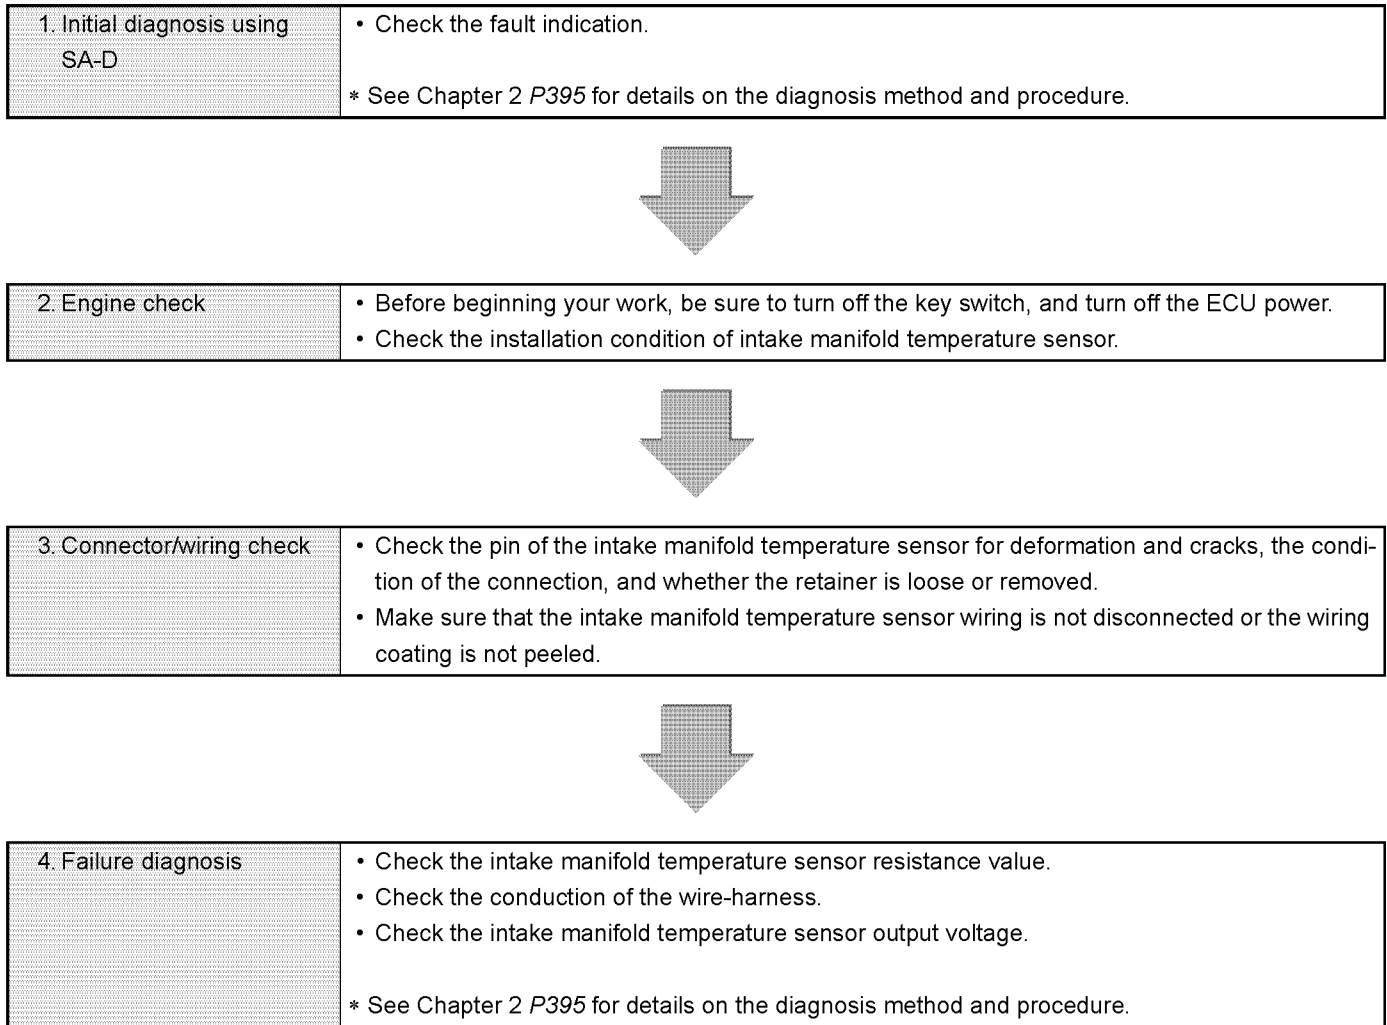 1. Initial diagnosis using
SA-D
• Check the fault indication.
* See Chapter 2 P395 for details on the diagnosis method and procedure.
2. Engine check
• Before beginning your work, be sure to turn off the key switch, and turn off the ECU power.
• Check the installation condition of intake manifold temperature sensor.
3. Connector/wiring check
• Check the pin of the intake manifold temperature sensor for deformation and cracks, the condi-
tion of the connection, and whether the retainer is loose or removed.
• Make sure that the intake manifold temperature sensor wiring is not disconnected or the wiring
coating is not peeled.
4. Failure diagnosis
• Check the intake manifold temperature sensor resistance value.
• Check the conduction of the wire-harness.
• Check the intake manifold temperature sensor output voltage.
* See Chapter 2 P395 for details on the diagnosis method and procedure.